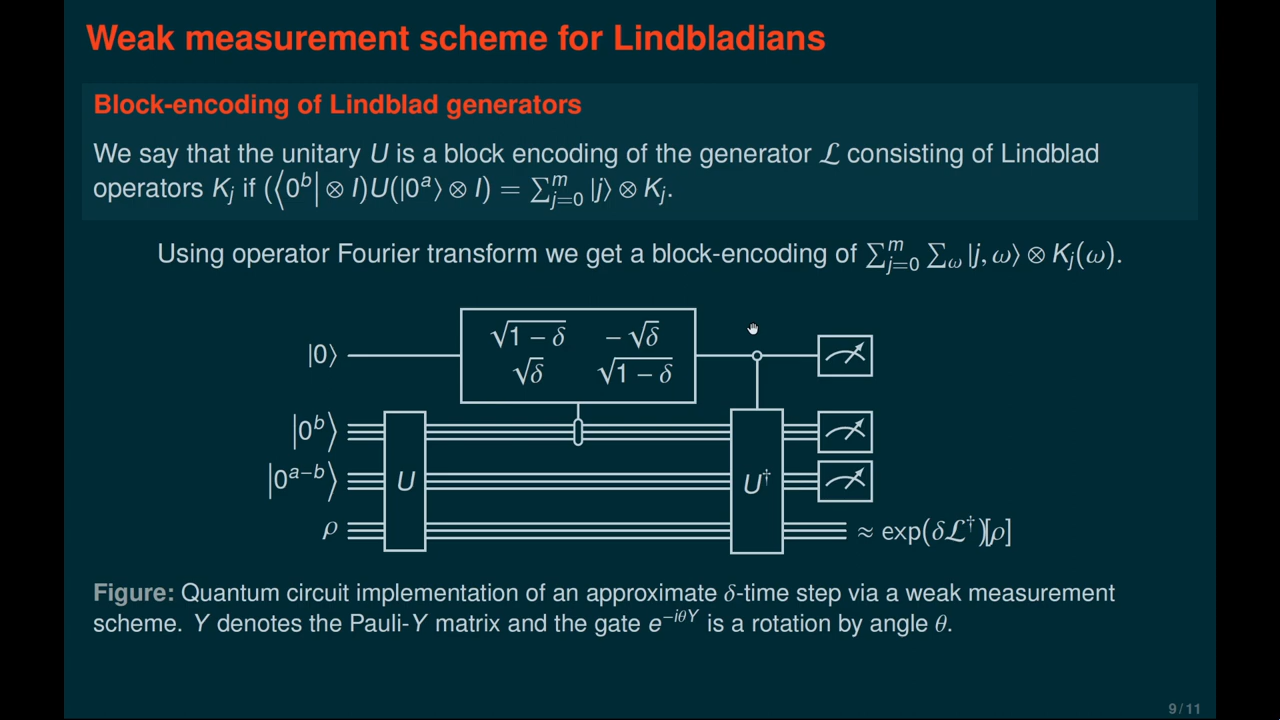 Weak measurement scheme for Lindbladians
Block-encoding of Lindblad generators
We say that the unitary U is a block encoding of the generator ℒ consisting of Lindblad
operators K_j if (⟨0^b| ⊗ I)U(|0^a⟩ ⊗ I) = ∑_{j=0}^m |j⟩ ⊗ K_j.
Using operator Fourier transform we get a block-encoding of ∑_{j=0}^m ∑_ω |j, ω⟩ ⊗ K_j(ω).
√(1 − δ) − √δ
|0⟩
√δ √(1 − δ)
|0^b⟩
|0^{a−b}⟩ U U^†
ρ ≈ exp(δℒ^†)[ρ]
Figure: Quantum circuit implementation of an approximate δ-time step via a weak measurement
scheme. Y denotes the Pauli-Y matrix and the gate e^{−iθY} is a rotation by angle θ.
9 / 11